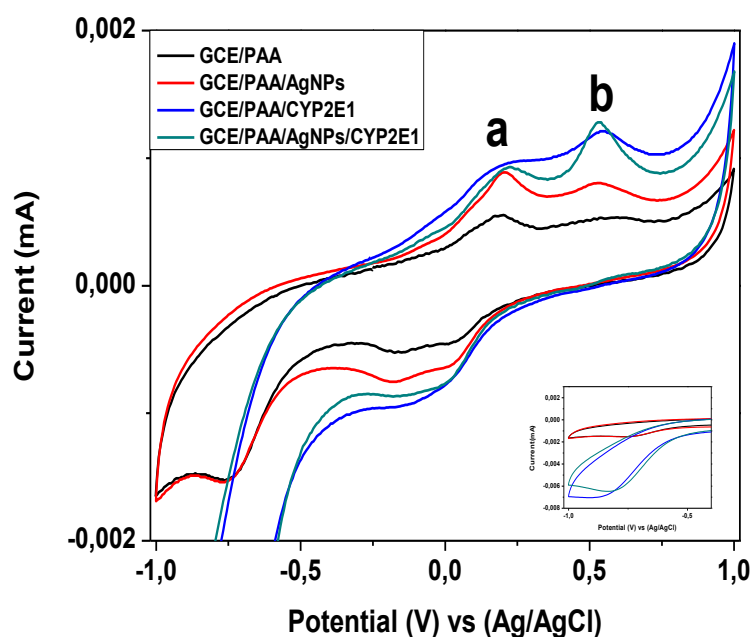 0,002
GCE/PAA
GCE/PAA/AgNPs
GCE/PAA/CYP2E1
GCE/PAA/AgNPs/CYP2E1
a
b
Current (mA)
0,000
-0,002
-1,0 -0,5 0,0 0,5 1,0
Potential (V) vs (Ag/AgCl)
0,002
0,000
-0,002
-0,004
-0,006
-0,008
Current(mA)
-1,0 -0,5
Potential (V) vs (Ag/AgCl)